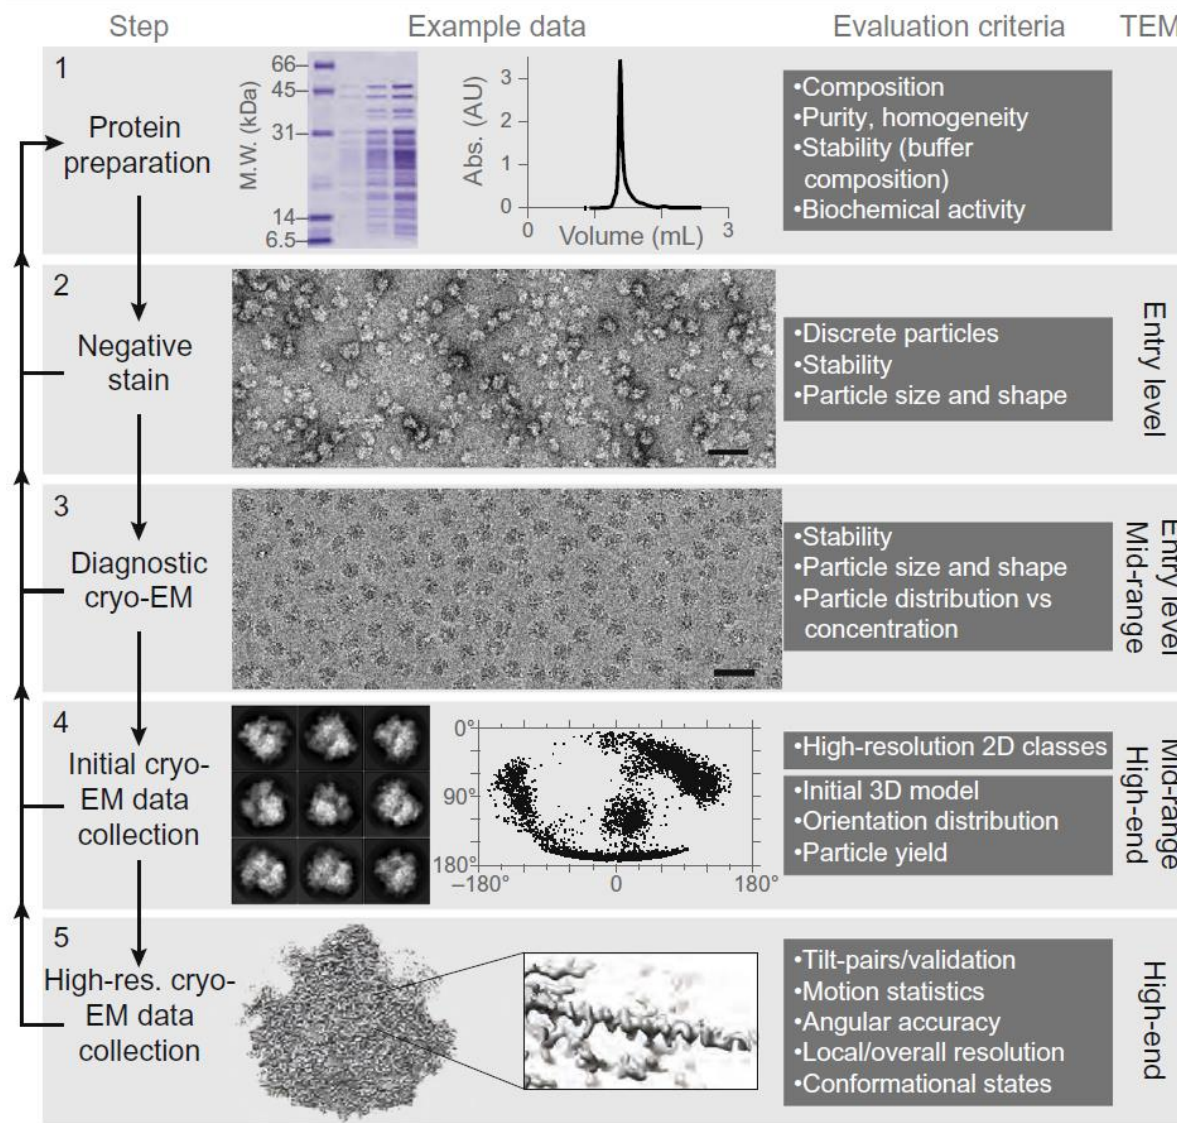 Step
Example data
Evaluation criteria
TEM
1
Protein
preparation
M.W. (kDa)
66
45
31
14
6.5
Abs. (AU)
3
2
1
0
0
Volume (mL)
3
•Composition
•Purity, homogeneity
•Stability (buffer
composition)
•Biochemical activity
2
Negative
stain
•Discrete particles
•Stability
•Particle size and shape
Entry level
3
Diagnostic
cryo-EM
•Stability
•Particle size and shape
•Particle distribution vs
concentration
Entry level
Mid-range
4
Initial cryo-
EM data
collection
0°
90°
180°
–180°
0
180°
•High-resolution 2D classes
•Initial 3D model
•Orientation distribution
•Particle yield
Mid-range
High-end
5
High-res. cryo-
EM data
collection
•Tilt-pairs/validation
•Motion statistics
•Angular accuracy
•Local/overall resolution
•Conformational states
High-end